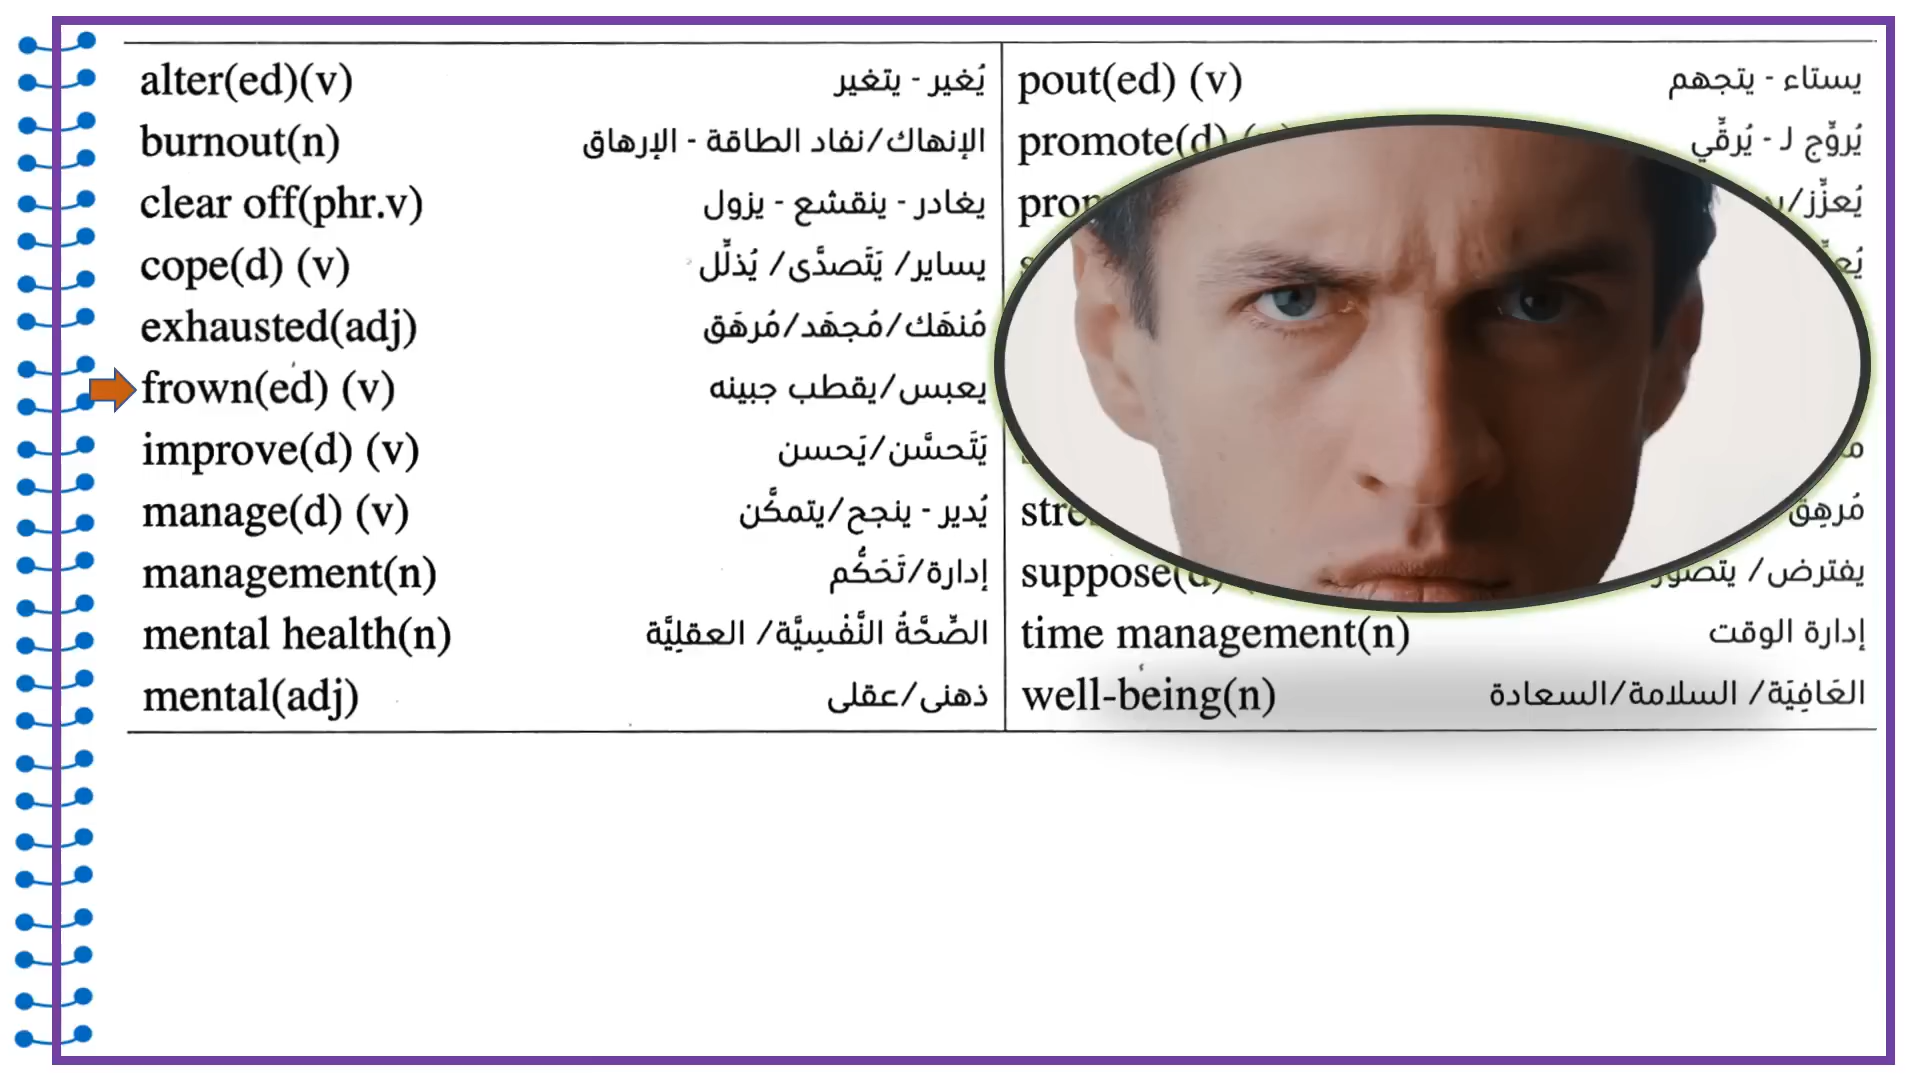 alter(ed)(v) يُغير - يتغير
burnout(n) الإنهاك/نفاد الطاقة - الإرهاق
clear off(phr.v) يغادر - ينقشع - يزول
cope(d) (v) يساير/ يَتَصدَّى/ يُذلِّل
exhausted(adj) مُنهَك/مُجهَد/مُرهَق
frown(ed) (v) يعبس/يقطب جبينه
improve(d) (v) يَتَحسَّن/يَحسن
manage(d) (v) يُدير - ينجح/يتمكَّن
management(n) إدارة/تَحَكُّم
mental health(n) الصِّحَّةُ النَّفْسِيَّة/ العقلِيَّة
mental(adj) ذهنى/عقلى
pout(ed) (v) يستاء - يتجهم
promote(d) يُروِّج لـ - يُرقِّي
يُعزِّز/
مُرهِق
يفترض/ يتصور
time management(n) إدارة الوقت
well-being(n) العَافِيَة/ السلامة/السعادة